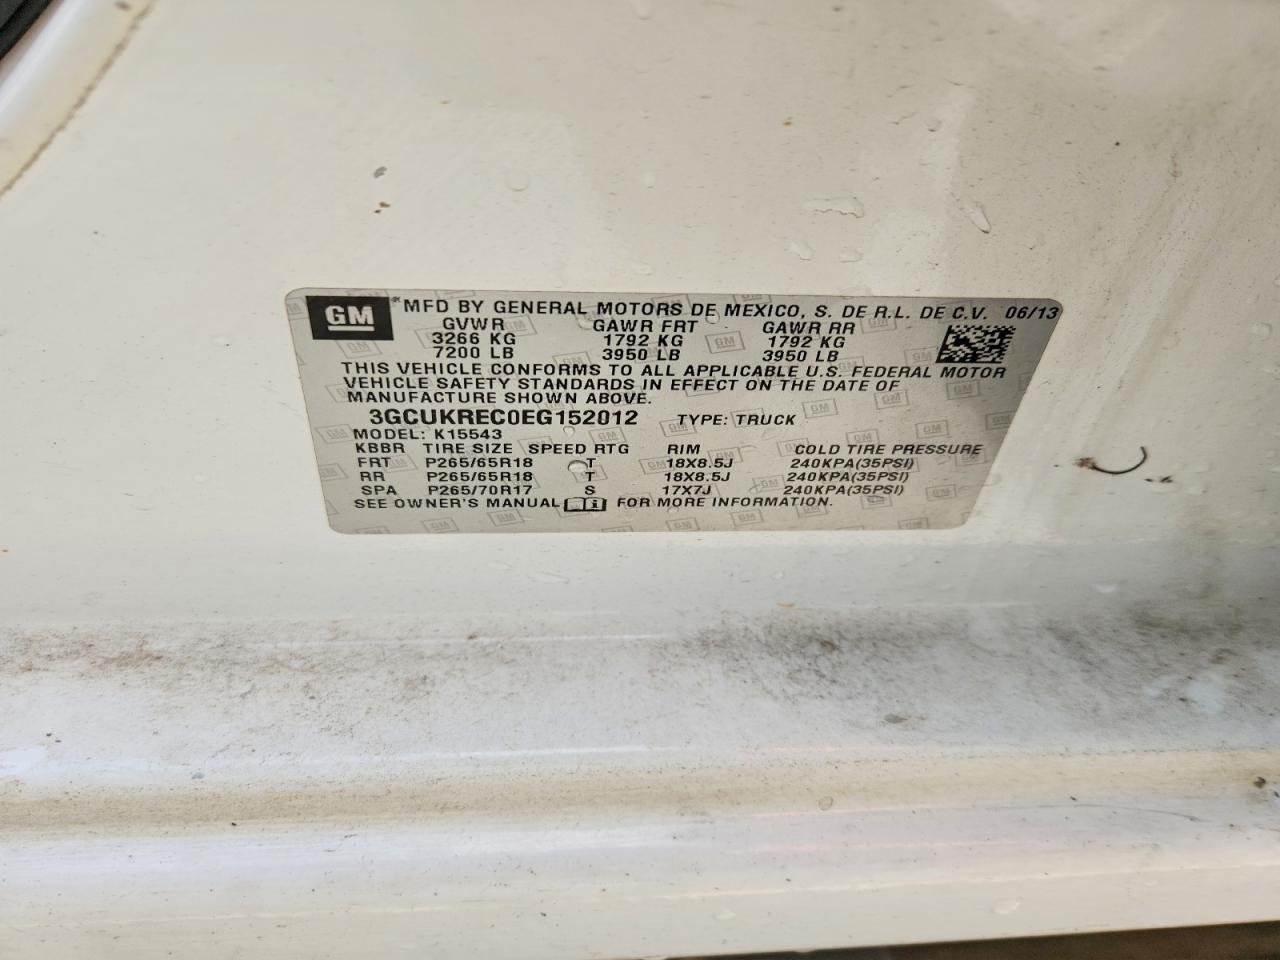 GM MFD BY GENERAL MOTORS DE MEXICO, S. DE R.L. DE C.V. 06/13
GVWR GAWR FRT GAWR RR
3266 KG 1792 KG 1792 KG
7200 LB 3950 LB 3950 LB
THIS VEHICLE CONFORMS TO ALL APPLICABLE U.S. FEDERAL MOTOR
VEHICLE SAFETY STANDARDS IN EFFECT ON THE DATE OF
MANUFACTURE SHOWN ABOVE.
3GCUKREC0EG152012 TYPE: TRUCK
MODEL: K15543
KBBR TIRE SIZE SPEED RTG RIM COLD TIRE PRESSURE
FRT P265/65R18 T 18X8.5J 240KPA(35PSI)
RR P265/65R18 T 18X8.5J 240KPA(35PSI)
SPA P265/70R17 S 17X7J 240KPA(35PSI)
SEE OWNER'S MANUAL i FOR MORE INFORMATION.